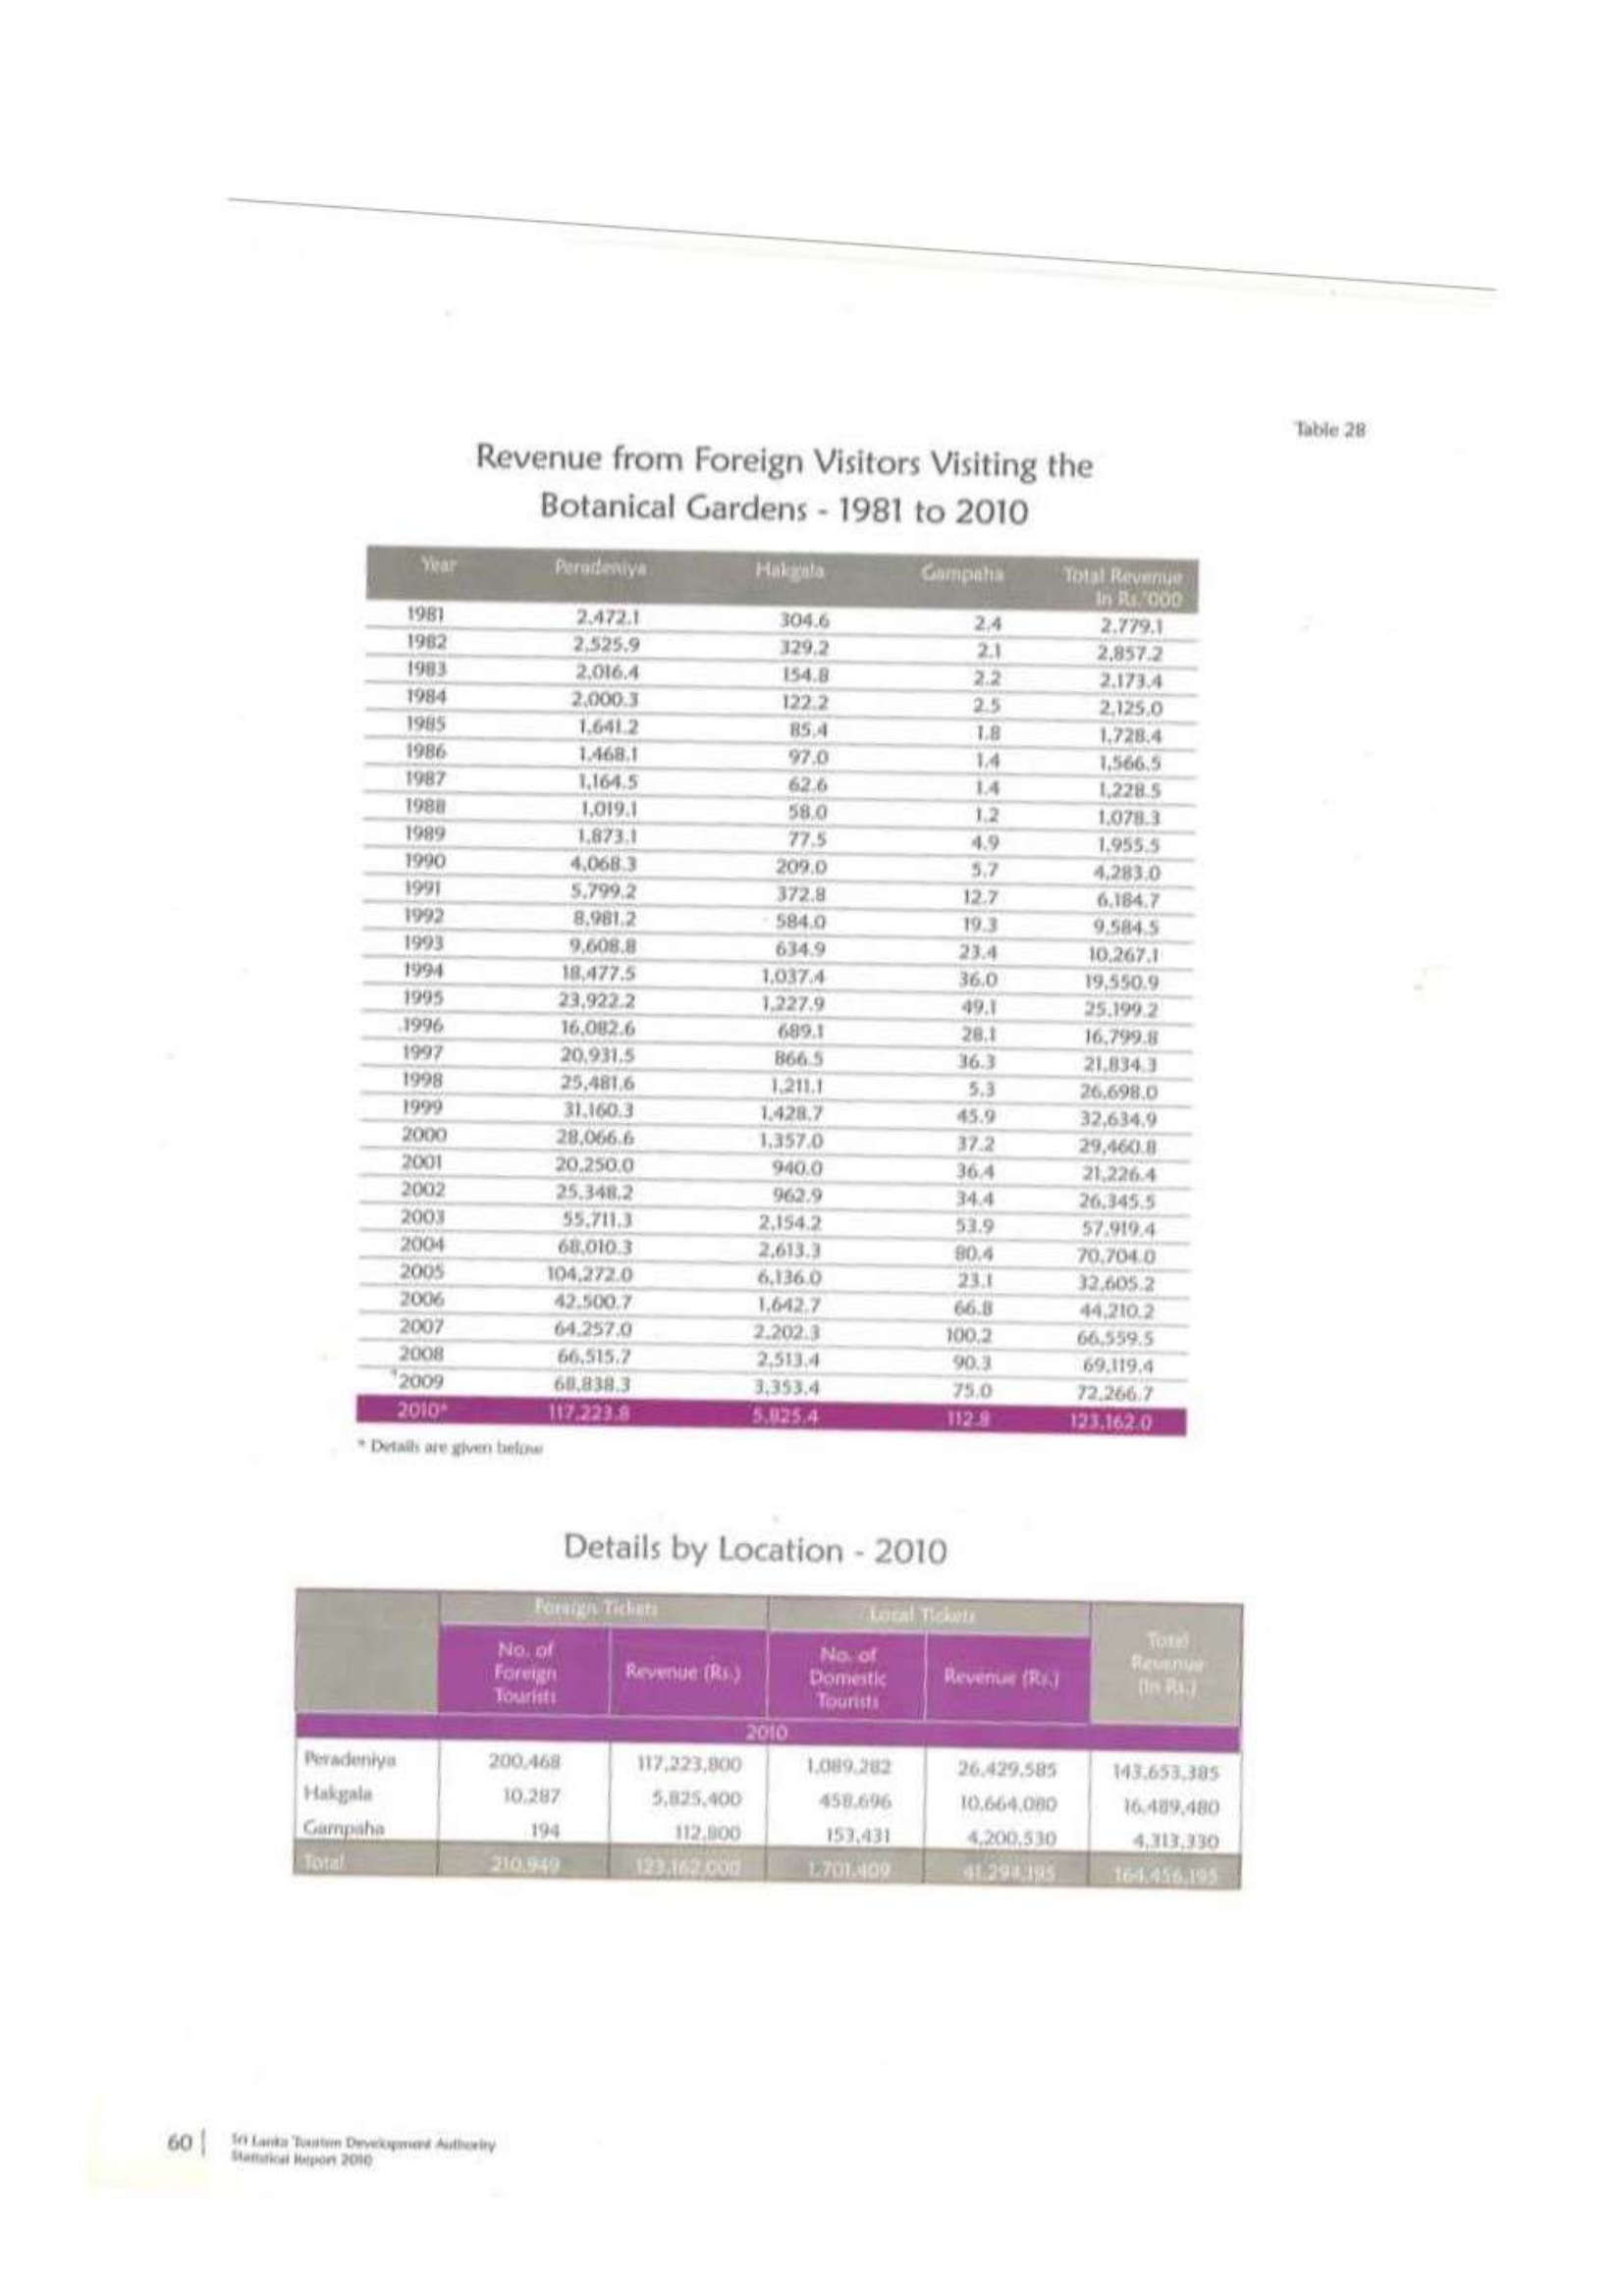 Table 28
Revenue from Foreign Visitors Visiting the
Botanical Gardens - 1981 to 2010
Year Peradeniya Hakgala Gampaha Total Revenue
In Rs.'000
1981 2,472.1 304.6 2.4 2,779.1
1982 2,525.9 329.2 2.1 2,857.2
1983 2,016.4 154.8 2.2 2,173.4
1984 2,000.3 122.2 2.5 2,125.0
1985 1,641.2 85.4 1.8 1,728.4
1986 1,468.1 97.0 1.4 1,566.5
1987 1,164.5 62.6 1.4 1,228.5
1988 1,019.1 58.0 1.2 1,078.3
1989 1,873.1 77.5 4.9 1,955.5
1990 4,068.3 209.0 5.7 4,283.0
1991 5,799.2 372.8 12.7 6,184.7
1992 8,981.2 584.0 19.3 9,584.5
1993 9,608.8 634.9 23.4 10,267.1
1994 18,477.5 1,037.4 36.0 19,550.9
1995 23,922.2 1,227.9 49.1 25,199.2
1996 16,082.6 689.1 28.1 16,799.8
1997 20,931.5 866.5 36.3 21,834.3
1998 25,481.6 1,211.1 5.3 26,698.0
1999 31,160.3 1,428.7 45.9 32,634.9
2000 28,066.6 1,357.0 37.2 29,460.8
2001 20,250.0 940.0 36.4 21,226.4
2002 25,348.2 962.9 34.4 26,345.5
2003 55,711.3 2,154.2 53.9 57,919.4
2004 68,010.3 2,613.3 80.4 70,704.0
2005 104,272.0 6,136.0 23.1 32,605.2
2006 42,500.7 1,642.7 66.8 44,210.2
2007 64,257.0 2,202.3 100.2 66,559.5
2008 66,515.7 2,513.4 90.3 69,119.4
*2009 68,838.3 3,353.4 75.0 72,266.7
2010* 117,223.8 5,825.4 112.8 123,162.0
* Details are given below
Details by Location - 2010
Foreign Tickets Local Tickets
No. of Foreign Tourists Revenue (Rs.) No. of Domestic Tourists Revenue (Rs.) Total Revenue (In Rs.)
2010
Peradeniya 200,468 117,223,800 1,089,282 26,429,585 143,653,385
Hakgala 10,287 5,825,400 458,696 10,664,080 16,489,480
Gampaha 194 112,800 153,431 4,200,530 4,313,330
Total 210,949 123,162,000 1,701,409 41,294,195 164,456,195
60 | Sri Lanka Tourism Development Authority
Statistical Report 2010